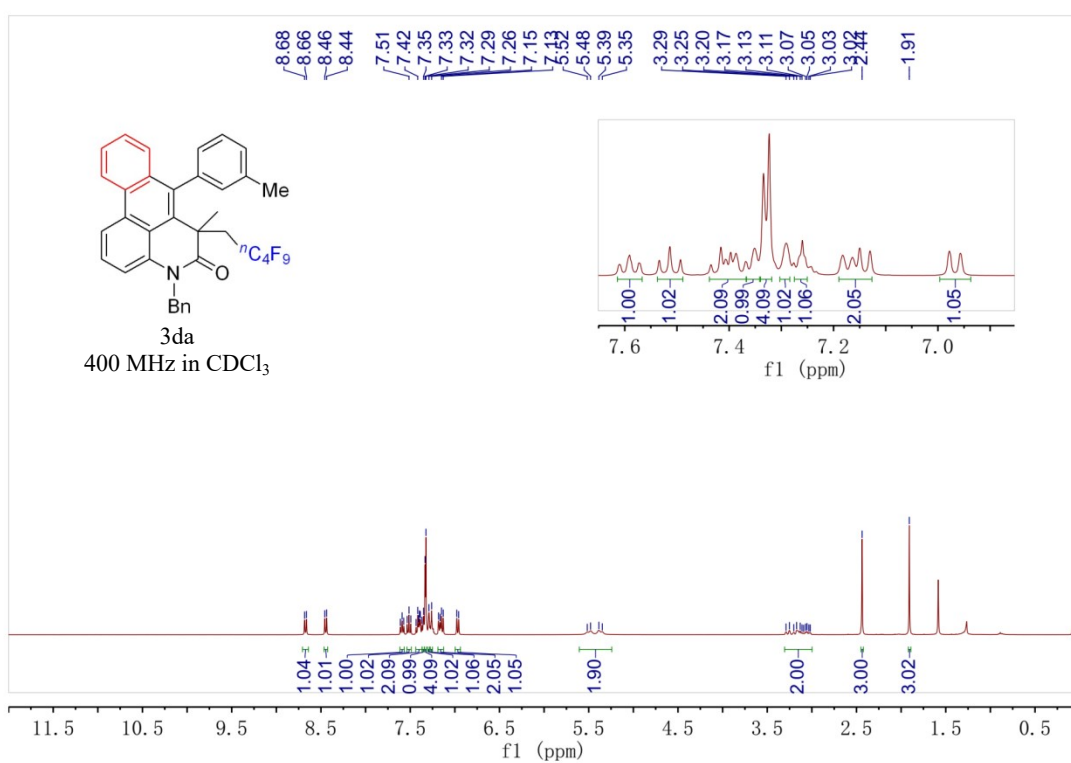 8.68 8.66 8.46 8.44 7.51 7.42 7.35 7.33 7.32 7.29 7.26 7.15 7.13 5.52 5.48 5.39 5.35 3.29 3.25 3.20 3.17 3.13 3.11 3.07 3.05 3.03 3.02 2.44 1.91
Me
nC4F9
N
O
Bn
3da
400 MHz in CDCl3
1.00 1.02 2.09 0.99 4.09 1.02 1.06 2.05 1.05
7.6 7.4 7.2 7.0
f1 (ppm)
1.04 1.01 1.00 1.02 2.09 0.99 4.09 1.02 1.06 2.05 1.05 1.90 2.00 3.00 3.02
11.5 10.5 9.5 8.5 7.5 6.5 5.5 4.5 3.5 2.5 1.5 0.5
f1 (ppm)